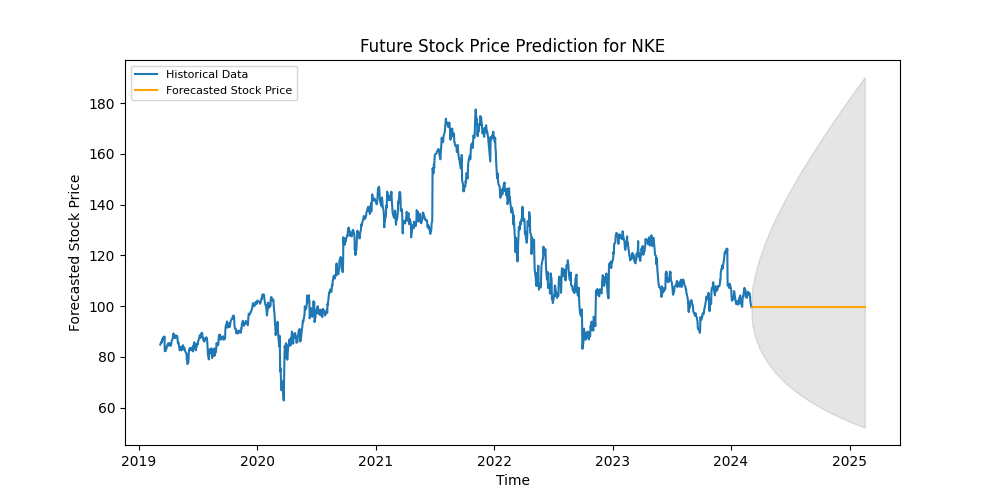 Future Stock Price Prediction for NKE
Historical Data
Forecasted Stock Price
180
160
140
120
100
80
60
Forecasted Stock Price
2019 2020 2021 2022 2023 2024 2025
Time